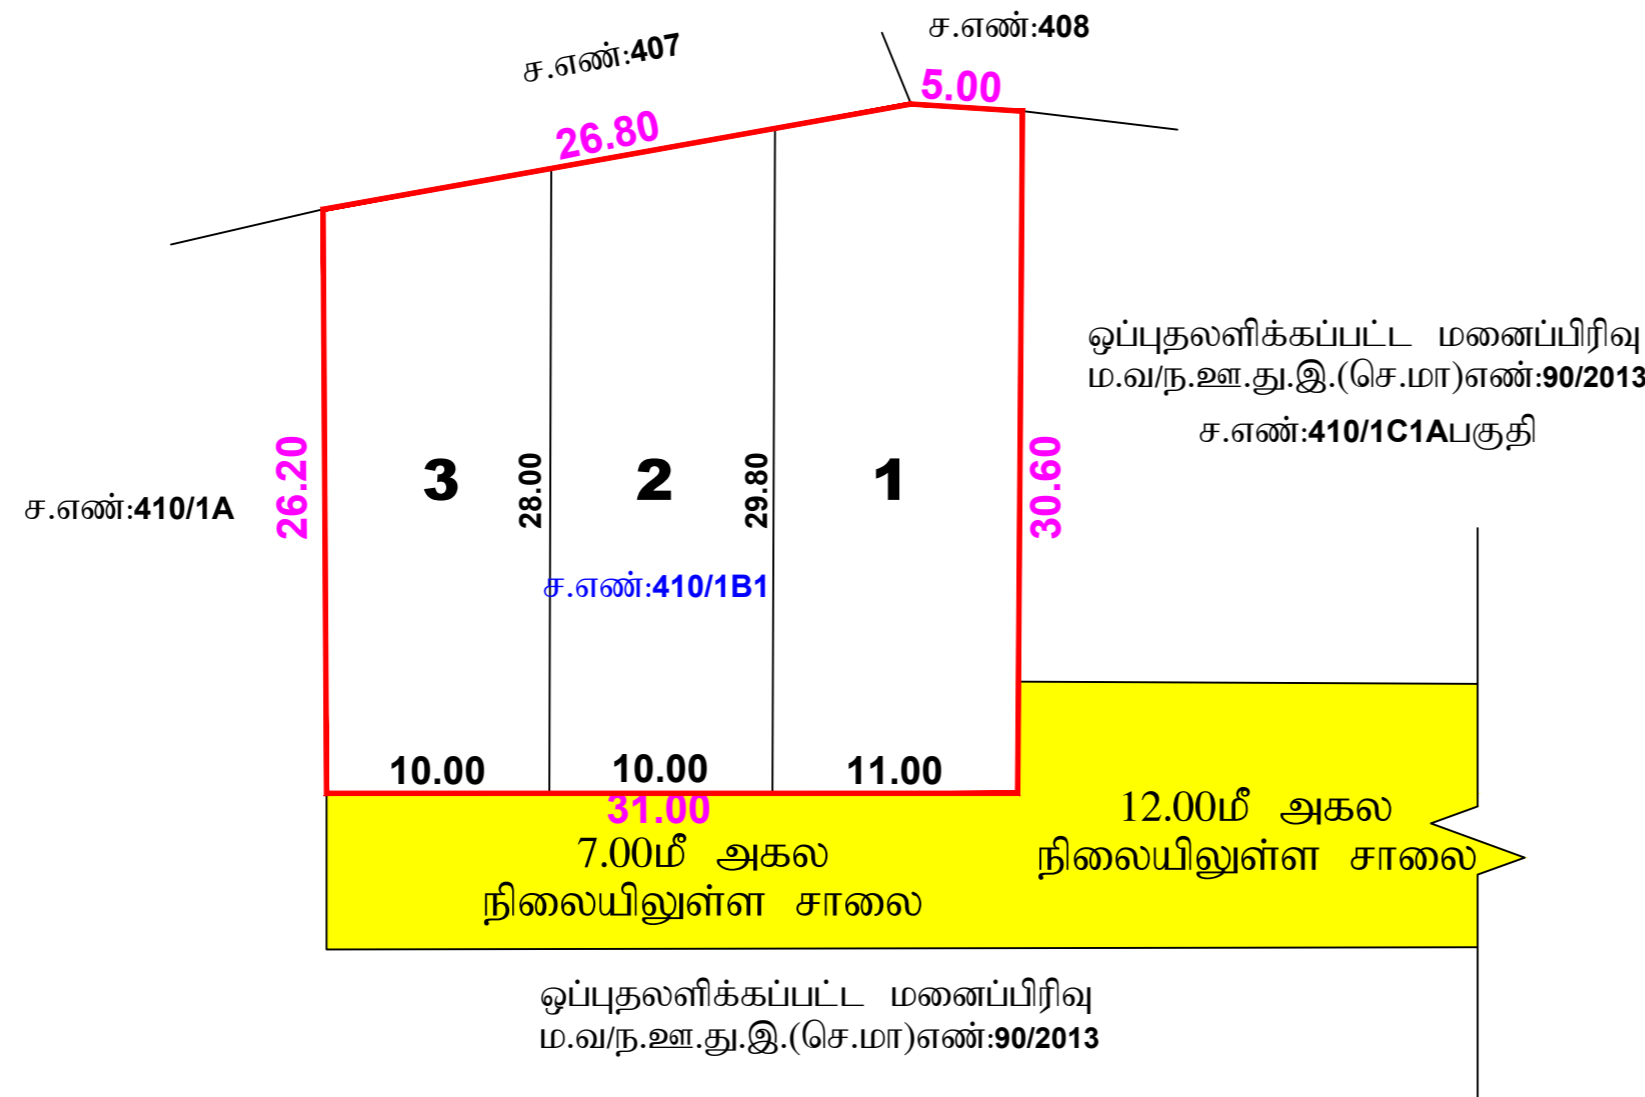 ச.எண்:408
ச.எண்:407
5.00
26.80
ஒப்புதலளிக்கப்பட்ட மனைப்பிரிவு
ம.வ/ந.ஊ.து.இ.(செ.மா)எண்:90/2013
ச.எண்:410/1C1Aபகுதி
ச.எண்:410/1A
26.20
3
28.00
2
29.80
1
30.60
ச.எண்:410/1B1
10.00
10.00
11.00
31.00
7.00மீ அகல
நிலையிலுள்ள சாலை
12.00மீ அகல
நிலையிலுள்ள சாலை
ஒப்புதலளிக்கப்பட்ட மனைப்பிரிவு
ம.வ/ந.ஊ.து.இ.(செ.மா)எண்:90/2013